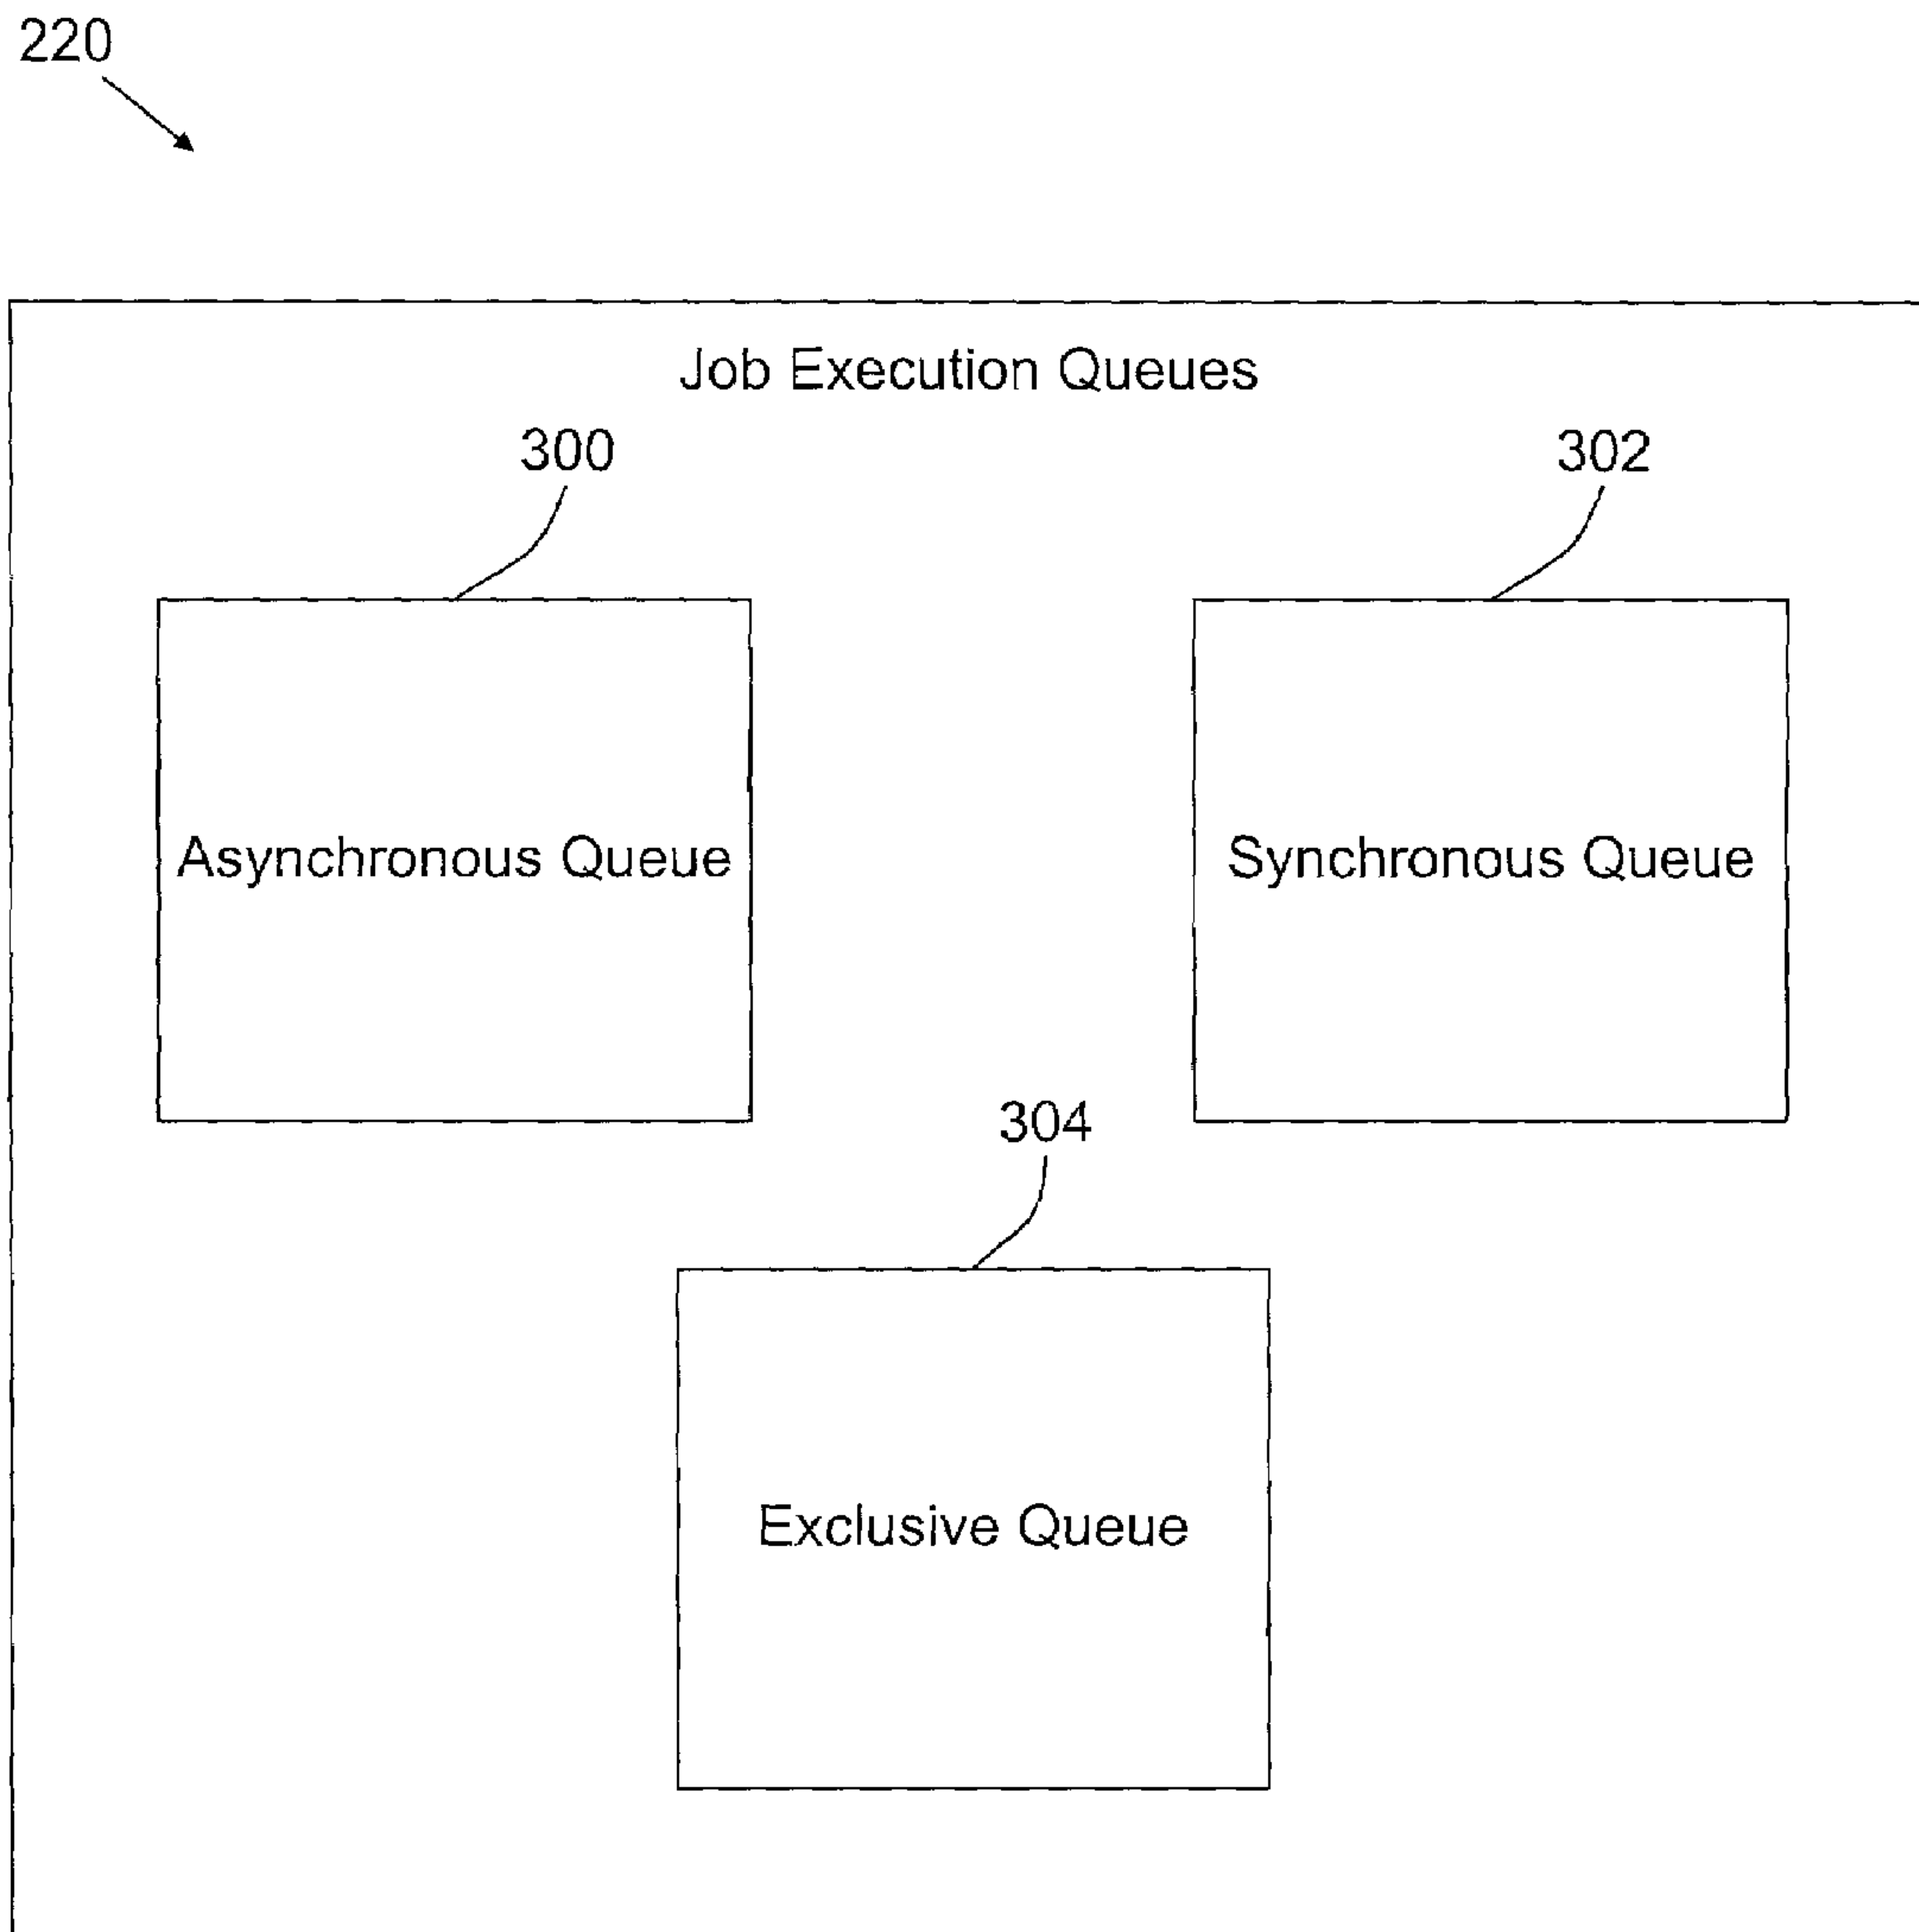 220
Job Execution Queues
300
302
Asynchronous Queue
Synchronous Queue
304
Exclusive Queue